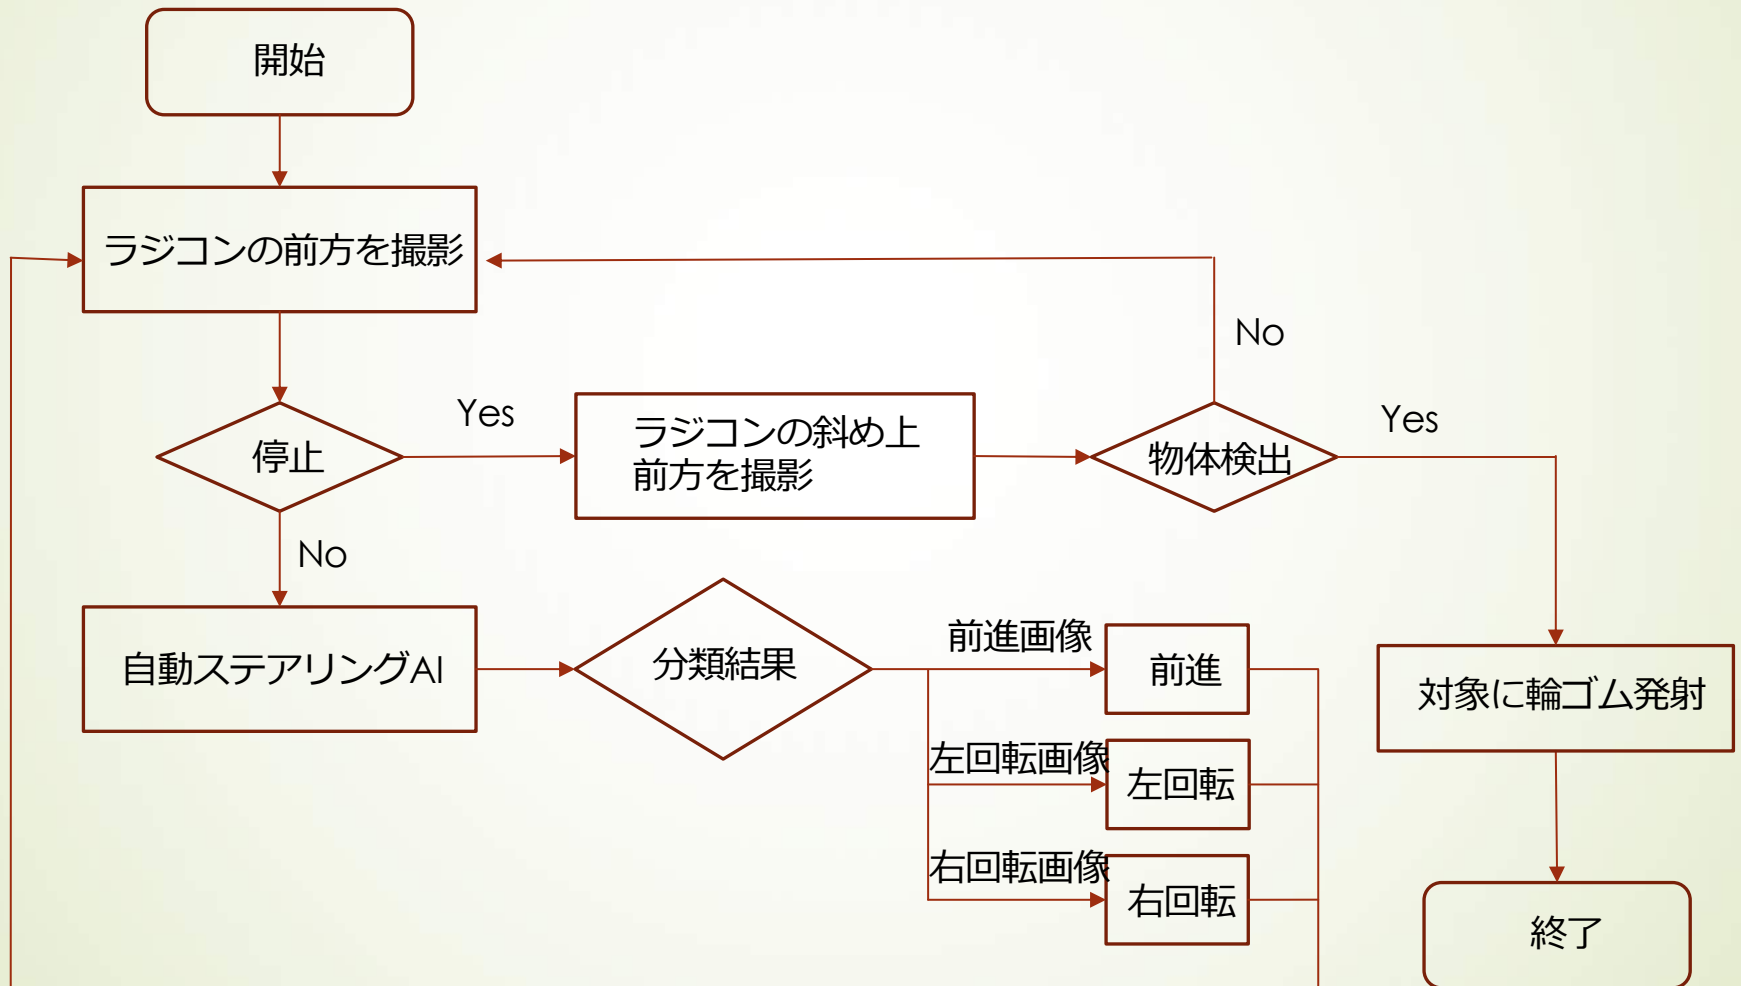 開始
ラジコンの前方を撮影
No
Yes
ラジコンの斜め上
前方を撮影
Yes
停止
物体検出
No
前進画像
自動ステアリングAI
分類結果
前進
対象に輪ゴム発射
左回転画像
左回転
右回転画像
右回転
終了